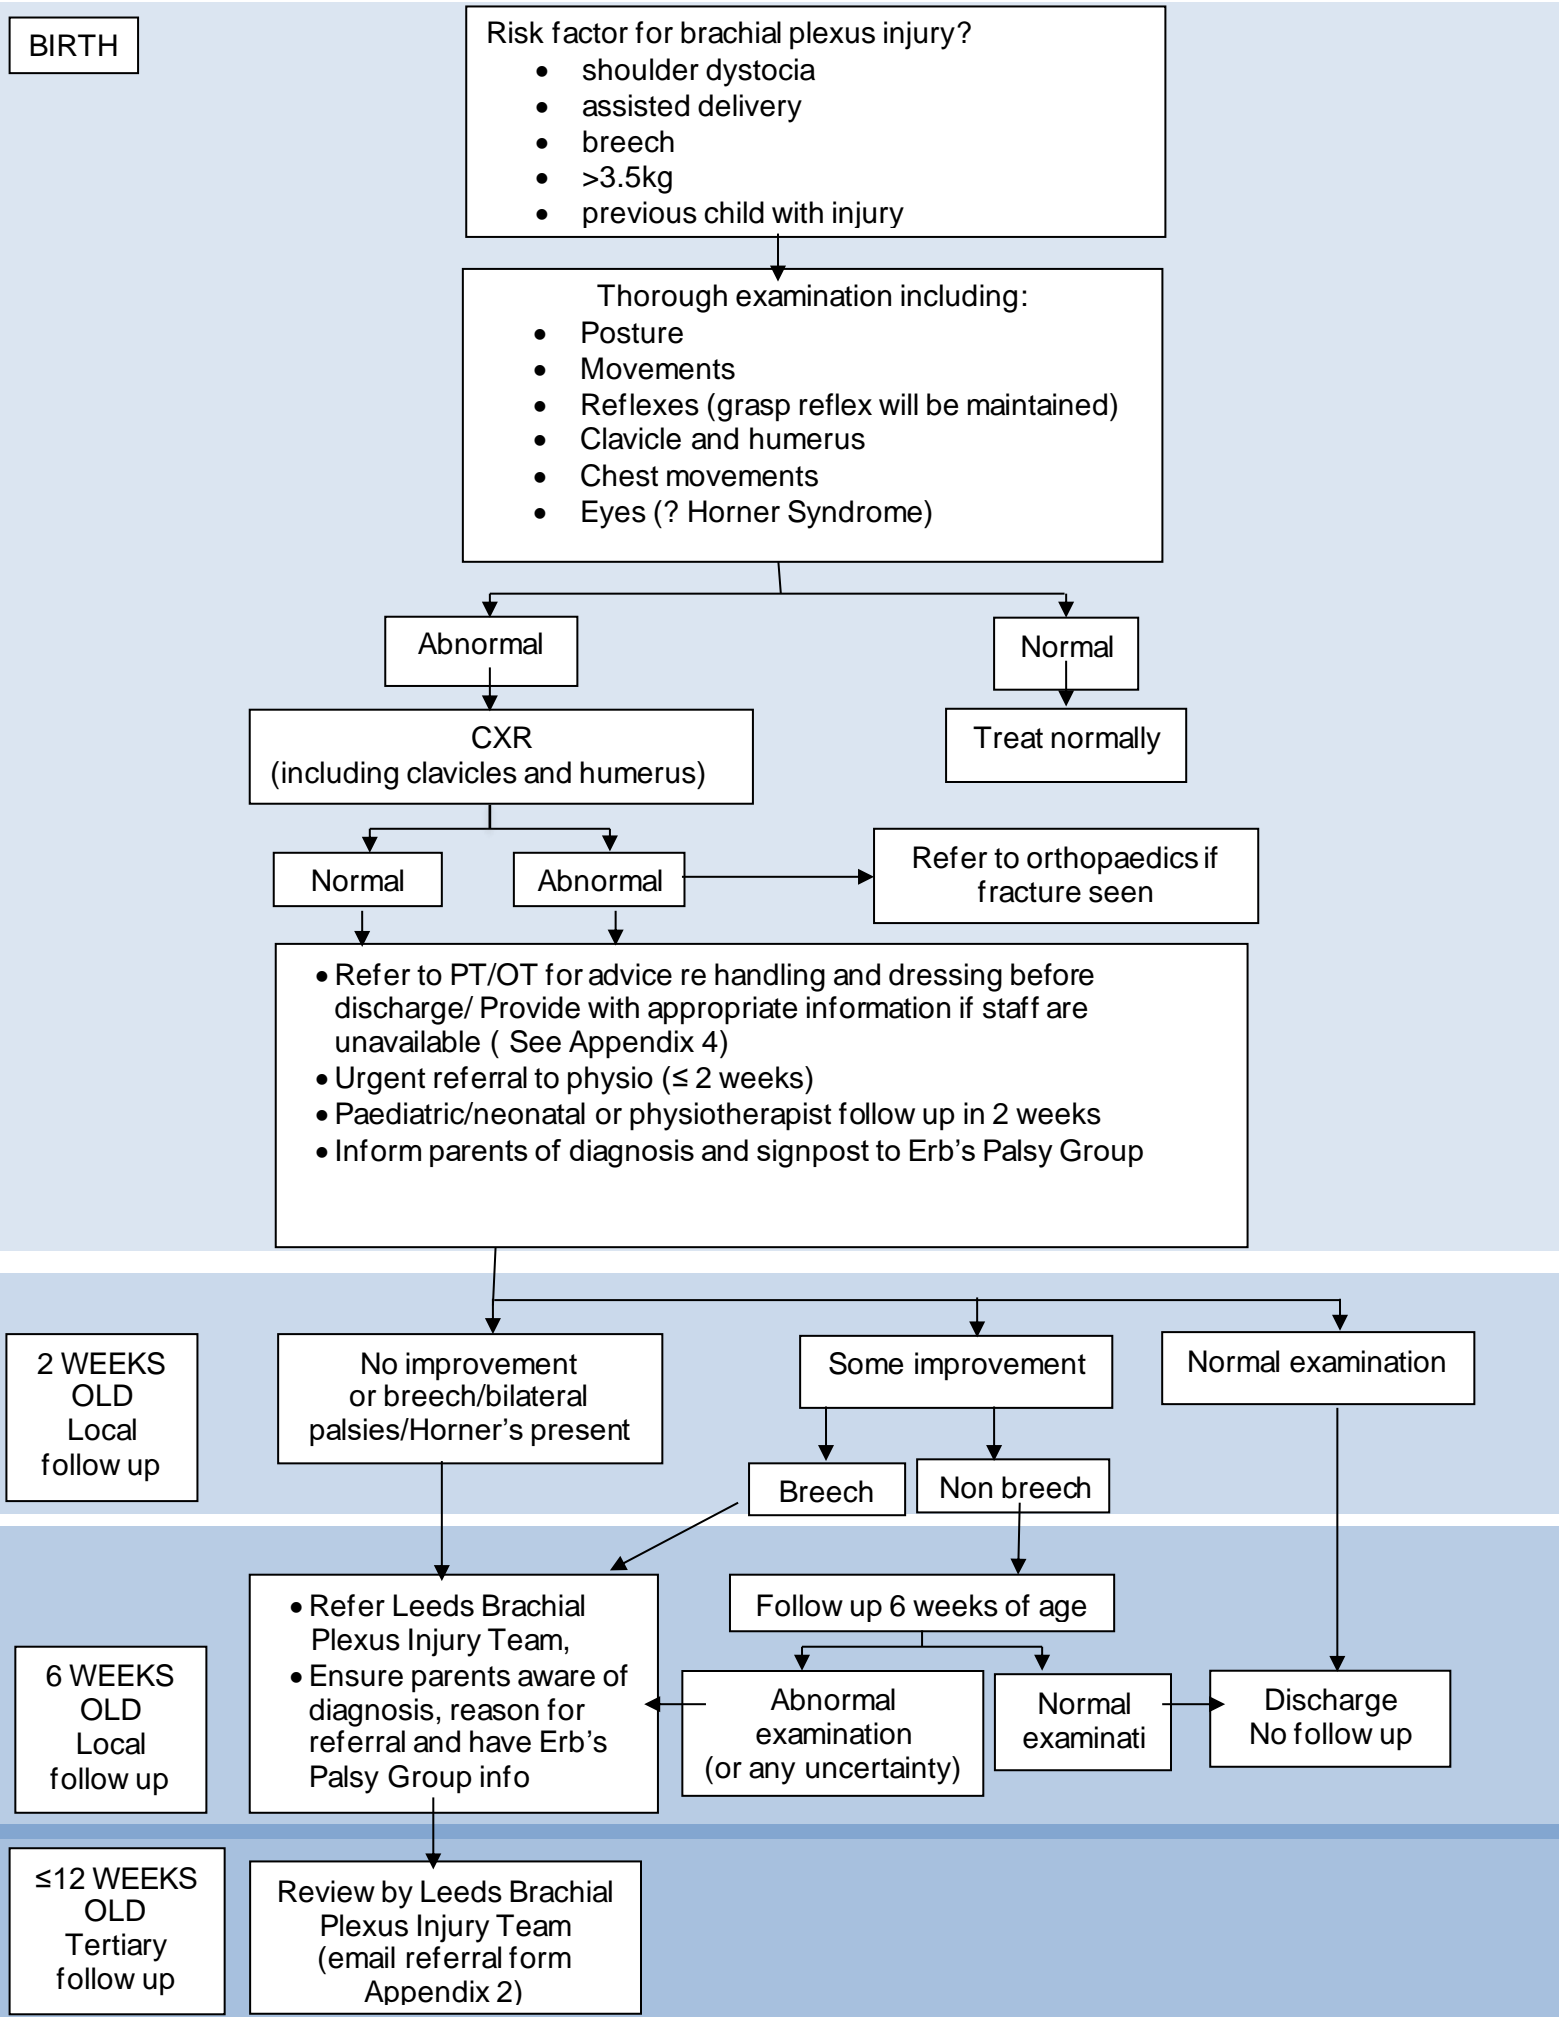 BIRTH
Risk factor for brachial plexus injury?
• shoulder dystocia
• assisted delivery
• breech
• >3.5kg
• previous child with injury
Thorough examination including:
• Posture
• Movements
• Reflexes (grasp reflex will be maintained)
• Clavicle and humerus
• Chest movements
• Eyes (? Horner Syndrome)
Abnormal
Normal
CXR
(including clavicles and humerus)
Treat normally
Normal
Abnormal
Refer to orthopaedics if
fracture seen
• Refer to PT/OT for advice re handling and dressing before
discharge/ Provide with appropriate information if staff are
unavailable ( See Appendix 4)
• Urgent referral to physio (≤ 2 weeks)
• Paediatric/neonatal or physiotherapist follow up in 2 weeks
• Inform parents of diagnosis and signpost to Erb’s Palsy Group
2 WEEKS
OLD
Local
follow up
No improvement
or breech/bilateral
palsies/Horner’s present
Some improvement
Normal examination
Breech
Non breech
6 WEEKS
OLD
Local
follow up
• Refer Leeds Brachial
Plexus Injury Team,
• Ensure parents aware of
diagnosis, reason for
referral and have Erb’s
Palsy Group info
Follow up 6 weeks of age
Abnormal
examination
(or any uncertainty)
Normal
examinati
Discharge
No follow up
≤12 WEEKS
OLD
Tertiary
follow up
Review by Leeds Brachial
Plexus Injury Team
(email referral form
Appendix 2)